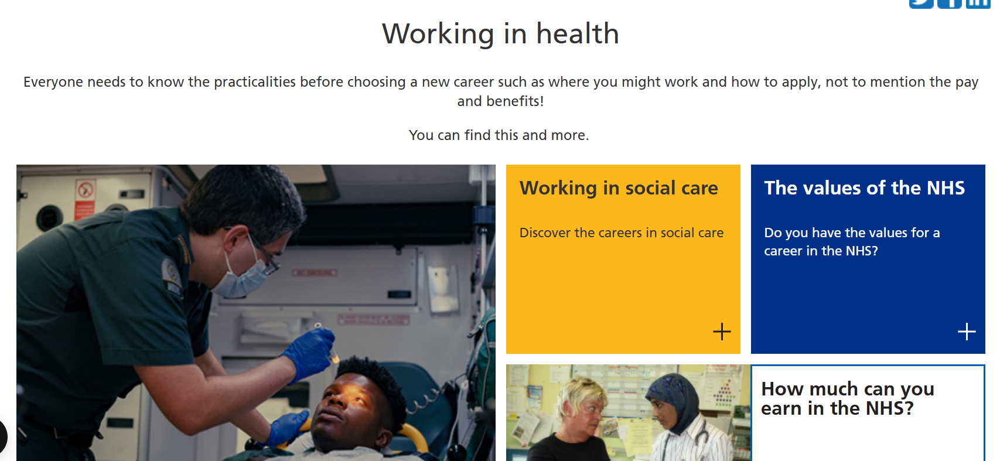 Working in health
Everyone needs to know the practicalities before choosing a new career such as where you might work and how to apply, not to mention the pay
and benefits!
You can find this and more.
Working in social care
Discover the careers in social care
The values of the NHS
Do you have the values for a
career in the NHS?
NO SMOKING
How much can you
earn in the NHS?